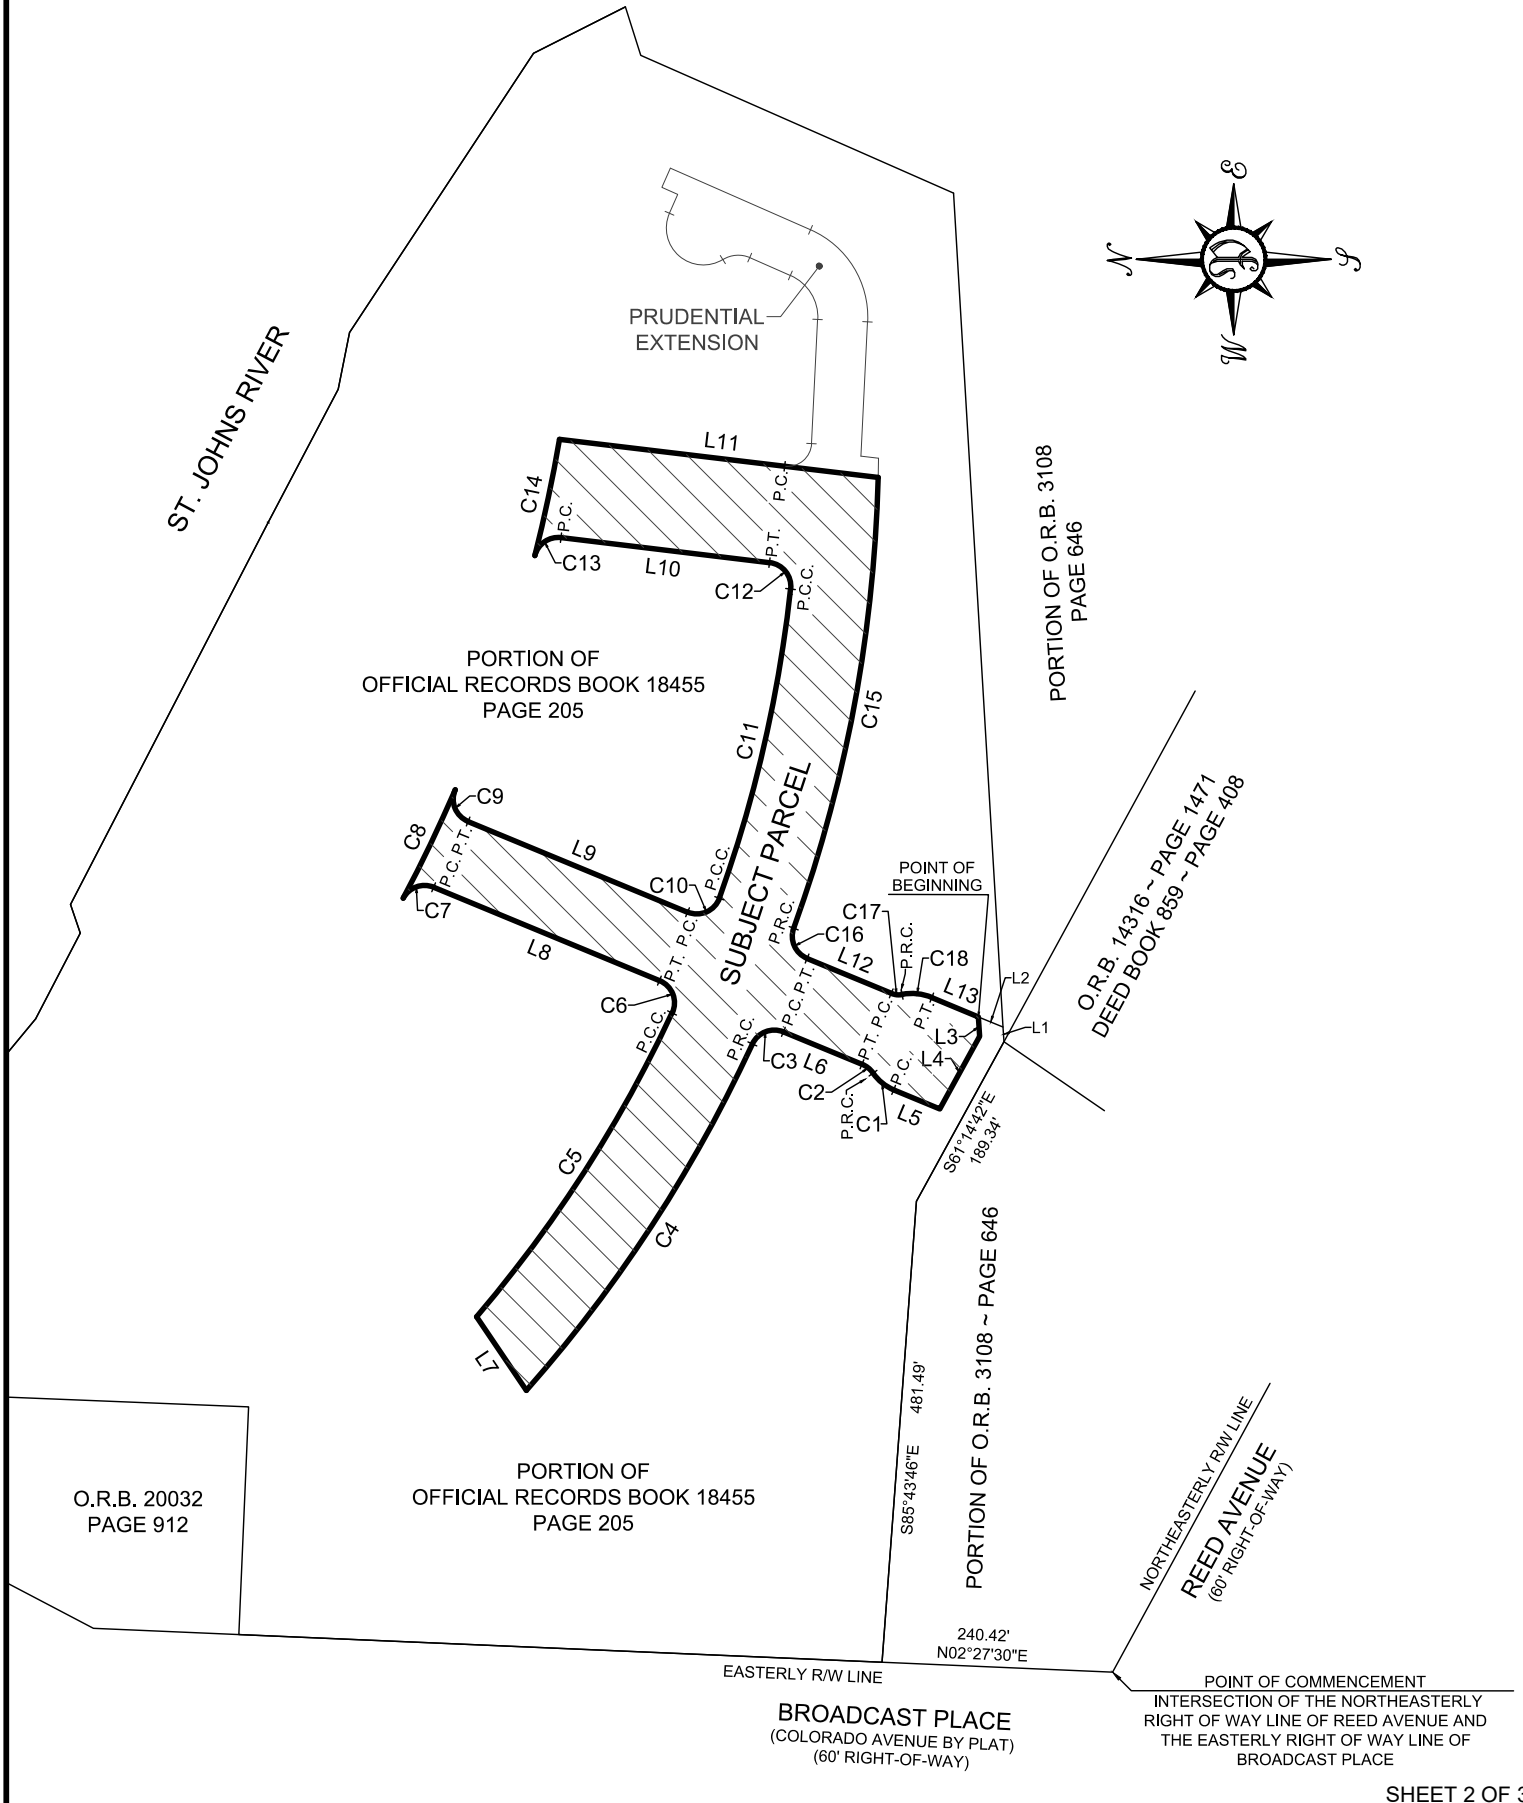 E
N
S
W
ST. JOHNS RIVER
PRUDENTIAL
EXTENSION
L11
P.C.
C14
P.C.
C13
L10
P.T.
C12
P.C.C.
PORTION OF O.R.B. 3108
PAGE 646
PORTION OF
OFFICIAL RECORDS BOOK 18455
PAGE 205
C11
C15
SUBJECT PARCEL
C9
C8
P.C.
P.T.
C7
L9
L8
C10
P.C.C.
P.C.
P.T.
C6
P.C.C.
P.R.C.
C16
P.T.
P.C.
L12
C17
P.R.C.
C18
P.C.
P.T.
L13
POINT OF
BEGINNING
L2
L1
L3
L4
O.R.B. 14316 ~ PAGE 1471
DEED BOOK 859 ~ PAGE 408
P.R.C.
C3
L6
P.T.
C2
P.R.C.
C1
P.C.
L5
S61°14'42"E
189.34'
C5
C4
L7
PORTION OF O.R.B. 3108 ~ PAGE 646
S85°43'46"E 481.49'
O.R.B. 20032
PAGE 912
PORTION OF
OFFICIAL RECORDS BOOK 18455
PAGE 205
NORTHEASTERLY R/W LINE
REED AVENUE
(60' RIGHT-OF-WAY)
240.42'
N02°27'30"E
EASTERLY R/W LINE
BROADCAST PLACE
(COLORADO AVENUE BY PLAT)
(60' RIGHT-OF-WAY)
POINT OF COMMENCEMENT
INTERSECTION OF THE NORTHEASTERLY
RIGHT OF WAY LINE OF REED AVENUE AND
THE EASTERLY RIGHT OF WAY LINE OF
BROADCAST PLACE
SHEET 2 OF 3